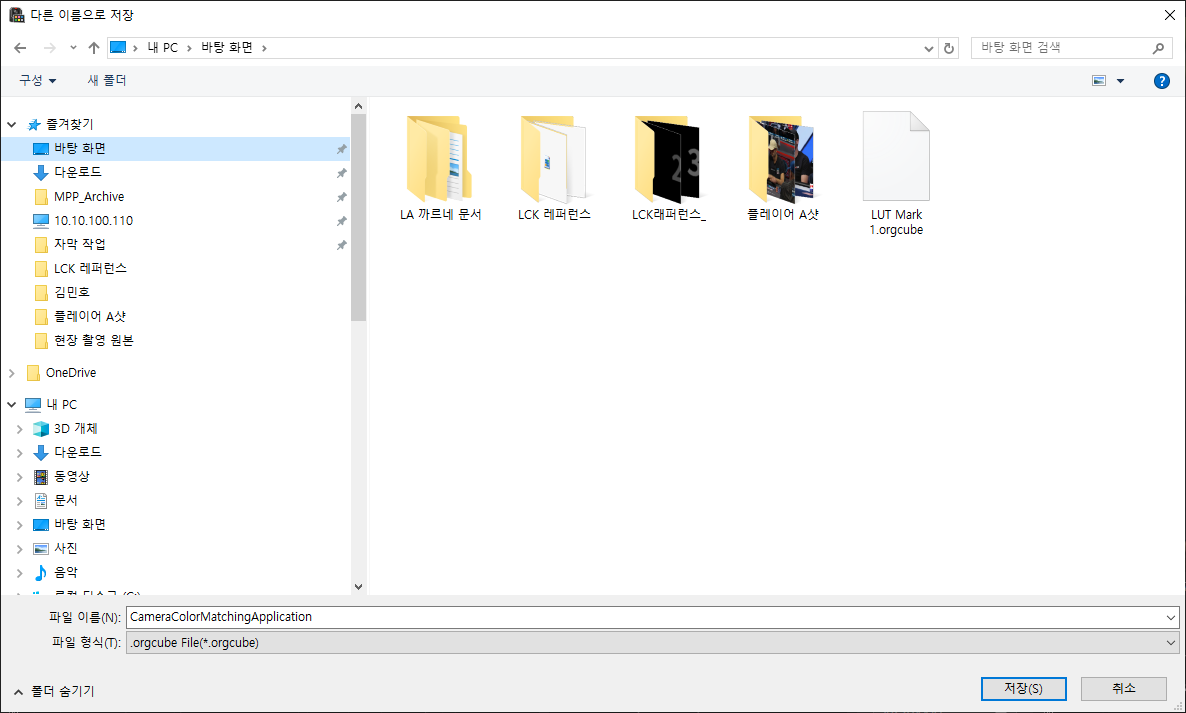 다른 이름으로 저장
내 PC
바탕 화면
바탕 화면 검색
구성
새 폴더
즐겨찾기
바탕 화면
다운로드
MPP_Archive
10.10.100.110
자막 작업
LCK 레퍼런스
김민호
플레이어 A샷
현장 촬영 원본
OneDrive
내 PC
3D 개체
다운로드
동영상
문서
바탕 화면
사진
음악
LA 까르네 문서
LCK 레퍼런스
LCK래퍼런스_
플레이어 A샷
LUT Mark
1.orgcube
23
파일 이름(N):
CameraColorMatchingApplication
파일 형식(T):
.orgcube File(*.orgcube)
폴더 숨기기
저장(S)
취소